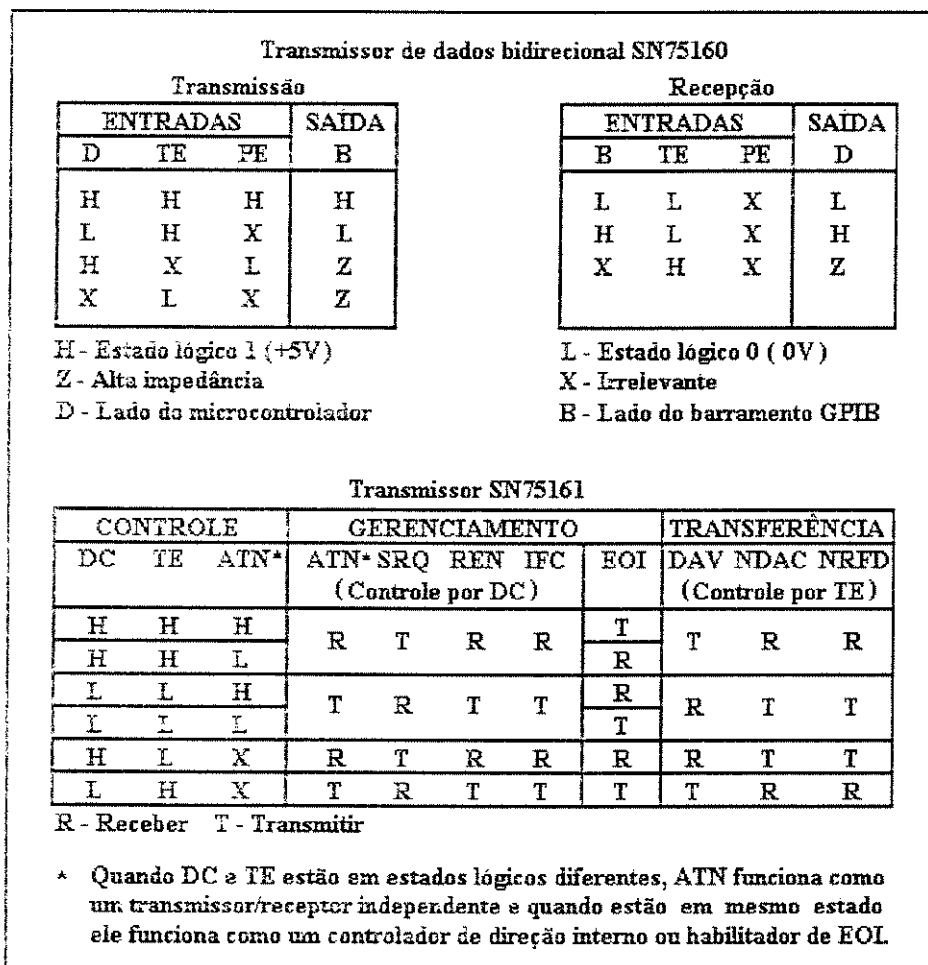 Transmissor de dados bidirecional SN75160
Transmissão
ENTRADAS SAÍDA
D TE PE B
H H H H
L H X L
H X L Z
X L X Z
Recepção
ENTRADAS SAÍDA
B TE PE D
L L X L
H L X H
X H X Z
H - Estado lógico 1 (+5V)
Z - Alta impedância
D - Lado do microcontrolador
L - Estado lógico 0 ( 0V )
X - Irrelevante
B - Lado do barramento GPIB
Transmissor SN75161
CONTROLE GERENCIAMENTO TRANSFERÊNCIA
DC TE ATN* ATN* SRQ REN IFC EOI DAV NDAC NRFD
(Controle por DC) (Controle por TE)
H H H R T R R T T R R
H H L R
L L H T R T T R R T T
L L L T
H L X R T R R R R T T
L H X T R T T T T R R
R - Receber T - Transmitir
* Quando DC e TE estão em estados lógicos diferentes, ATN funciona como
um transmissor/receptor independente e quando estão em mesmo estado
ele funciona como um controlador de direção interno ou habilitador de EOI.